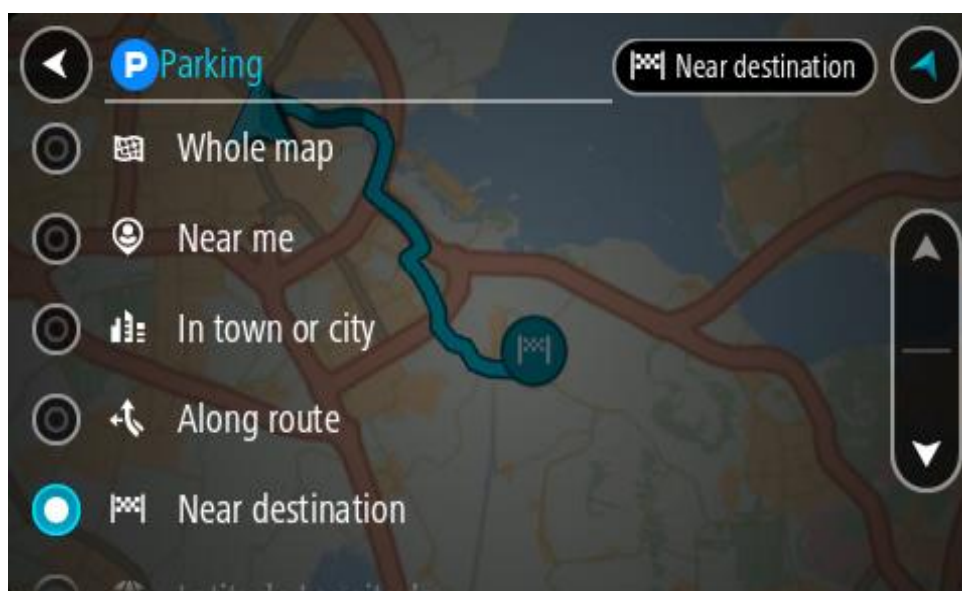 P Parking
Near destination
Whole map
Near me
In town or city
Along route
Near destination